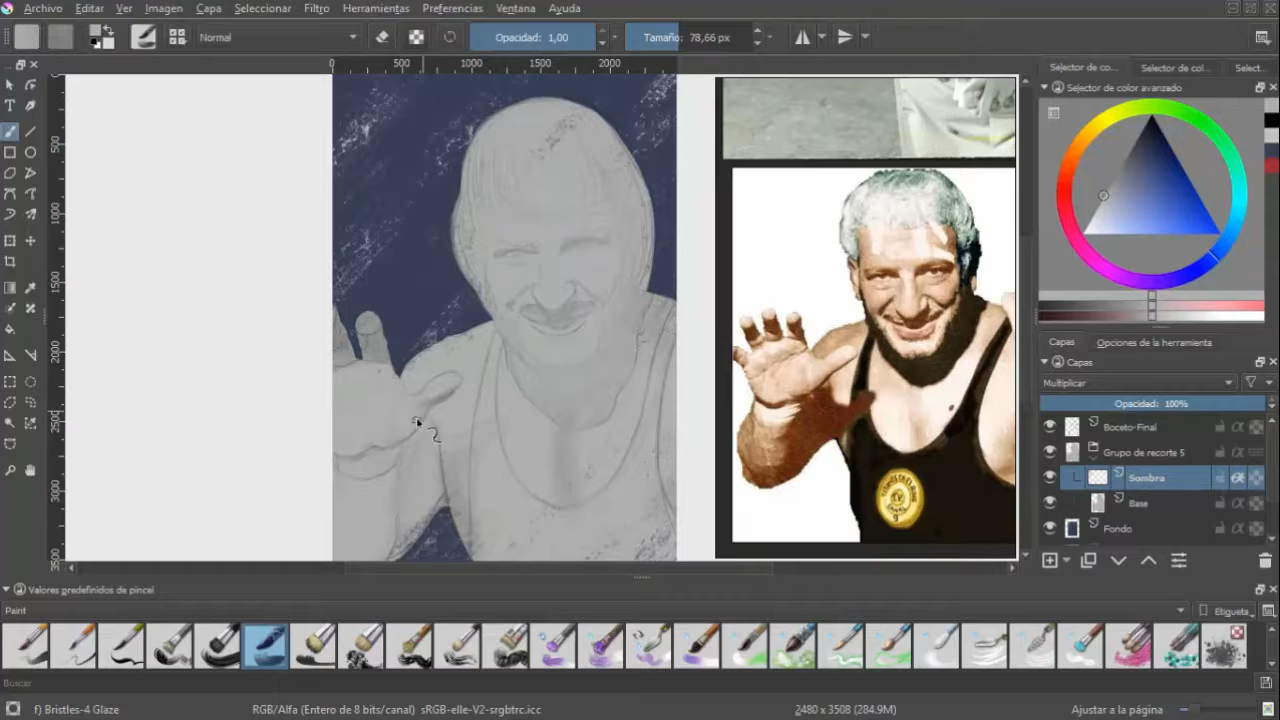 Archivo Editar Ver Imagen Capa Seleccionar Filtro Herramientas Preferencias Ventana Ayuda
Normal Opacidad: 1,00 Tamaño: 78,66 px
Selector de co... Selector de col... Select...
Selector de color avanzado
0 500 1000 1500 2000
0
500
1000
1500
2000
2500
3000
3500
TV
CANAL
9
Capas Opciones de la herramienta
Capas
Multiplicar
Opacidad: 100%
Boceto-Final
Grupo de recorte 5
Sombra
Base
Fondo
Valores predefinidos de pincel
Paint Etiqueta
Buscar
f) Bristles-4 Glaze RGB/Alfa (Entero de 8 bits/canal) sRGB-elle-V2-srgbtrc.icc 2480 x 3508 (284.9M) Ajustar a la página